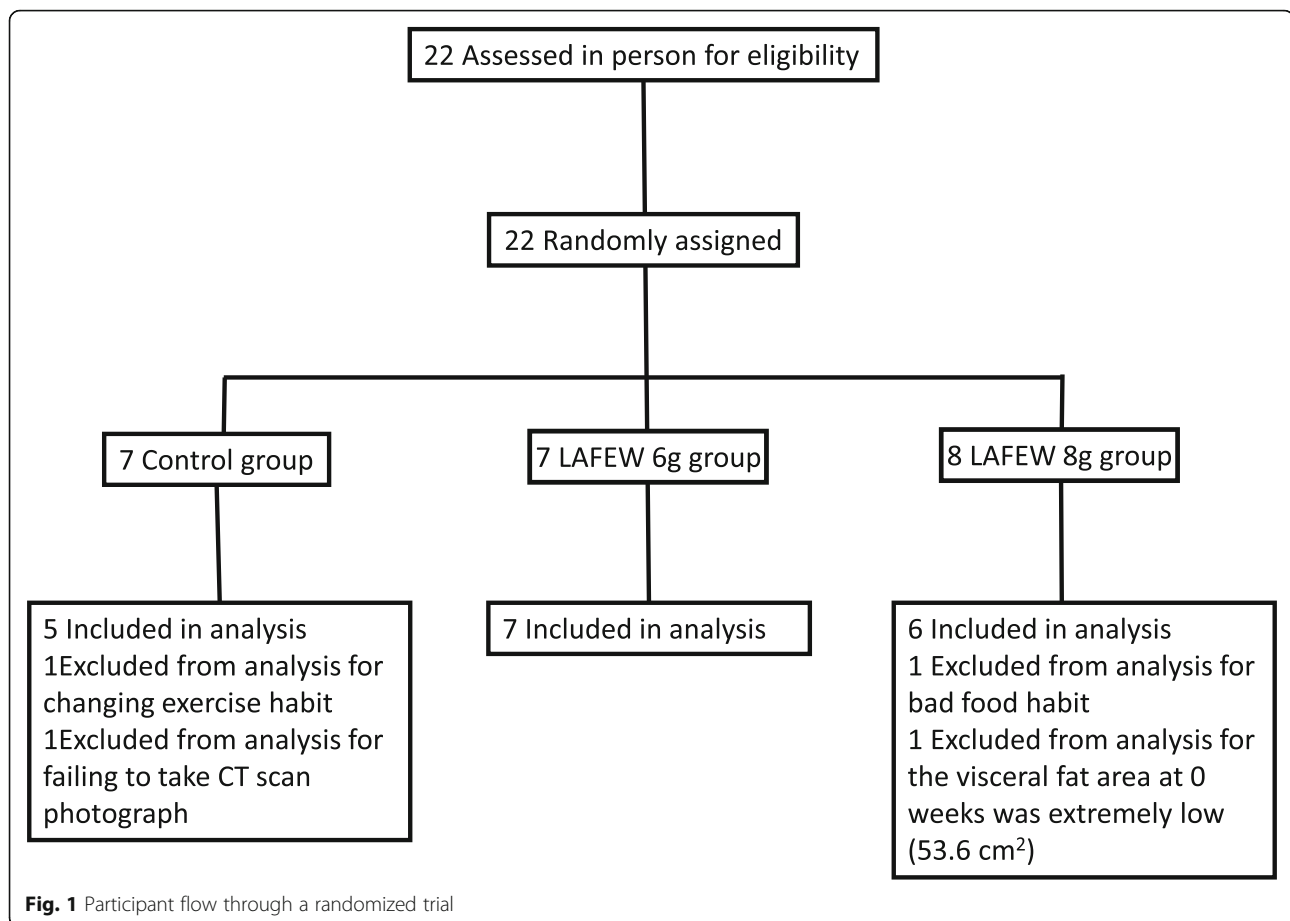 22 Assessed in person for eligibility
22 Randomly assigned
7 Control group
7 LAFEW 6g group
8 LAFEW 8g group
5 Included in analysis
1Excluded from analysis for
changing exercise habit
1Excluded from analysis for
failing to take CT scan
photograph
7 Included in analysis
6 Included in analysis
1 Excluded from analysis for
bad food habit
1 Excluded from analysis for
the visceral fat area at 0
weeks was extremely low
(53.6 cm²)
Fig. 1 Participant flow through a randomized trial